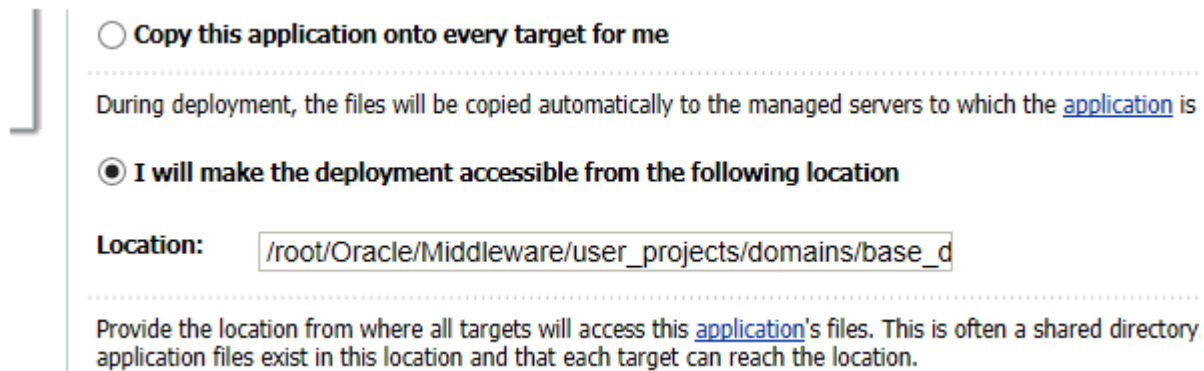 Copy this application onto every target for me
During deployment, the files will be copied automatically to the managed servers to which the application is
I will make the deployment accessible from the following location
Location: /root/Oracle/Middleware/user_projects/domains/base_d
Provide the location from where all targets will access this application's files. This is often a shared directory.
application files exist in this location and that each target can reach the location.